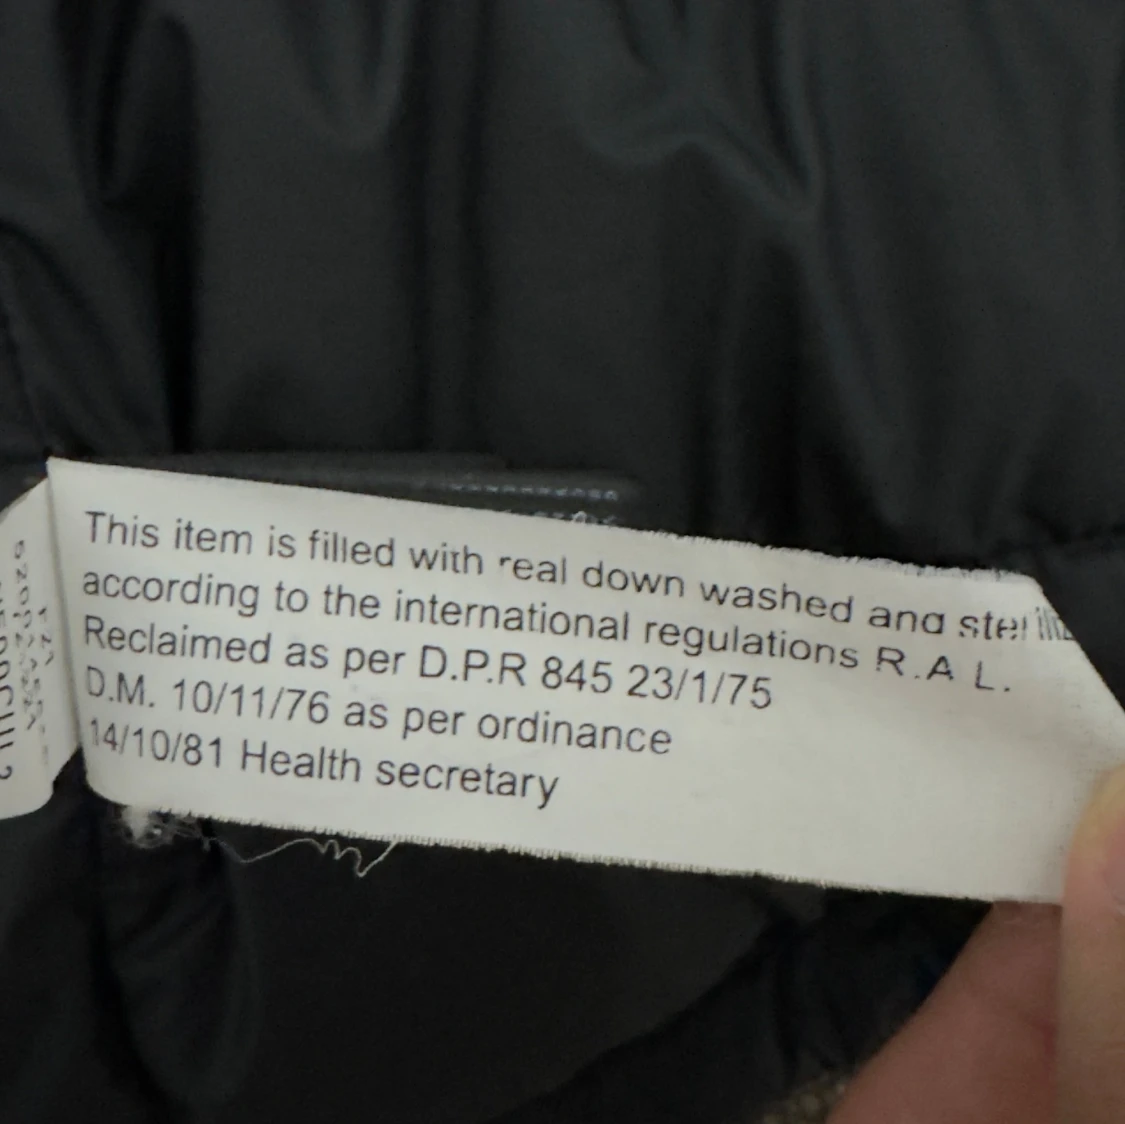 This item is filled with real down washed and steriliz
according to the international regulations R.A L.
Reclaimed as per D.P.R 845 23/1/75
D.M. 10/11/76 as per ordinance
14/10/81 Health secretary